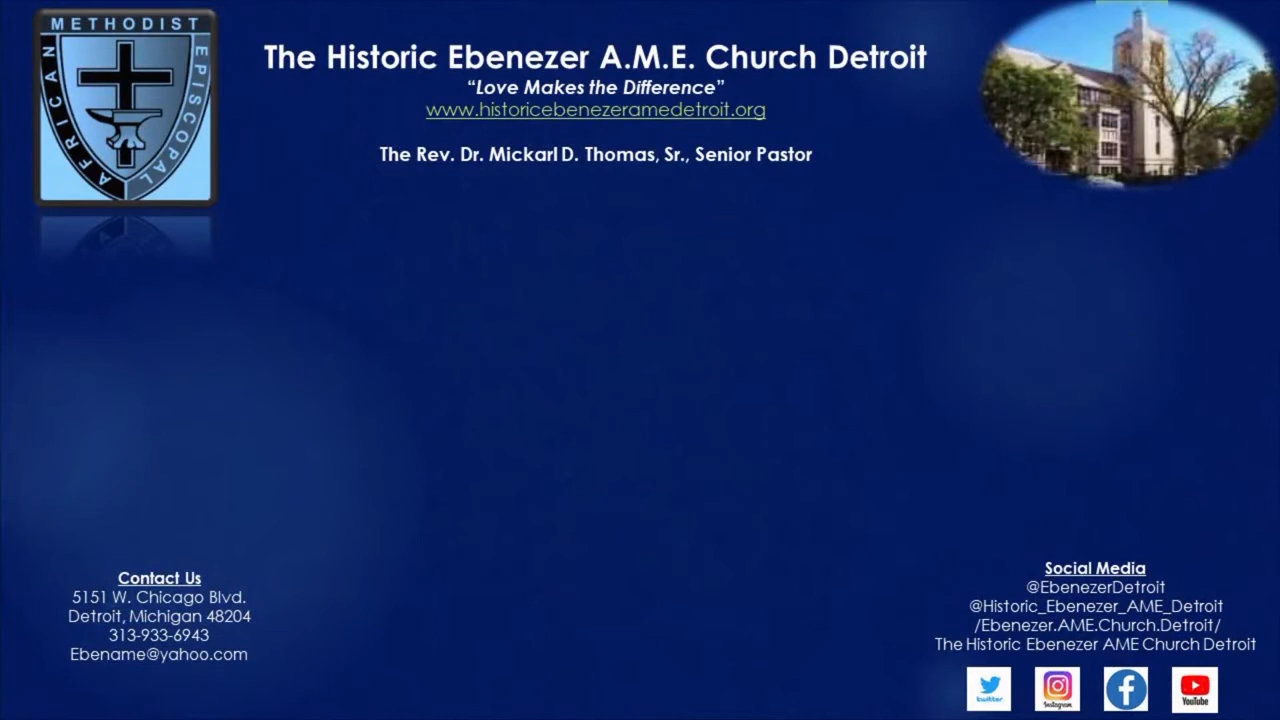 METHODIST
AFRICAN
EPISCOPAL
The Historic Ebenezer A.M.E. Church Detroit
“Love Makes the Difference”
www.historicebenezeramedetroit.org
The Rev. Dr. Mickarl D. Thomas, Sr., Senior Pastor
Contact Us
5151 W. Chicago Blvd.
Detroit, Michigan 48204
313-933-6943
Ebename@yahoo.com
Social Media
@EbenezerDetroit
@Historic_Ebenezer_AME_Detroit
/Ebenezer.AME.Church.Detroit/
The Historic Ebenezer AME Church Detroit
twitter
Instagram
YouTube